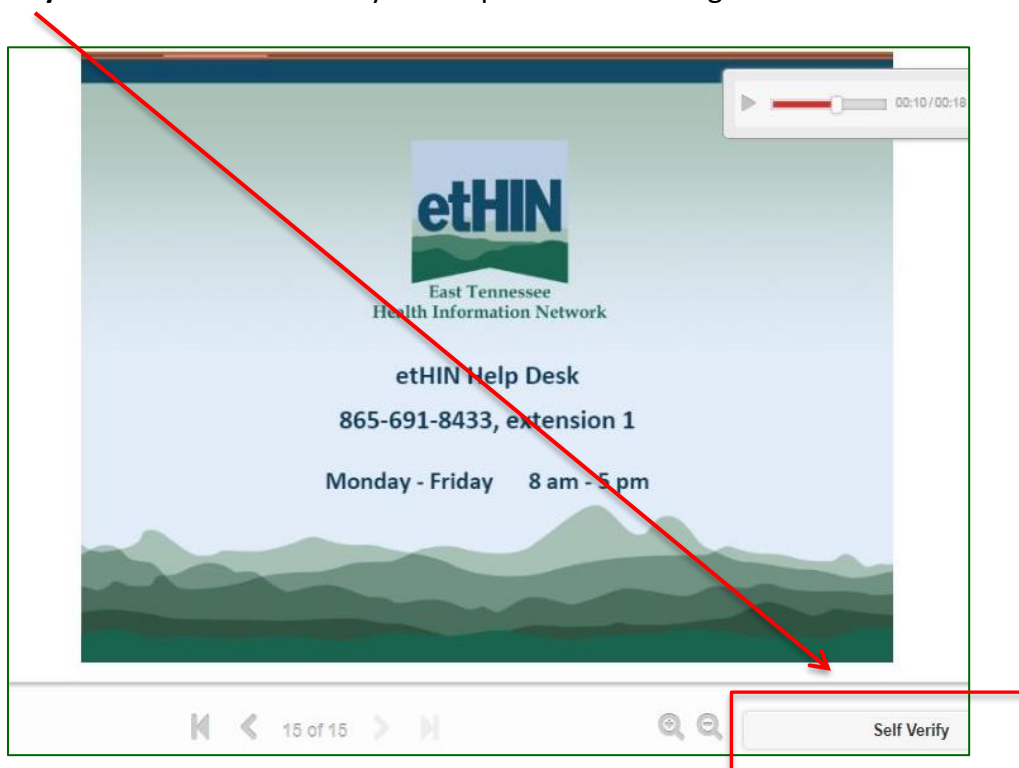 00:10/00:18
etHIN
East Tennessee
Health Information Network
etHIN Help Desk
865-691-8433, extension 1
Monday - Friday 8 am - 5 pm
15 of 15
Self Verify